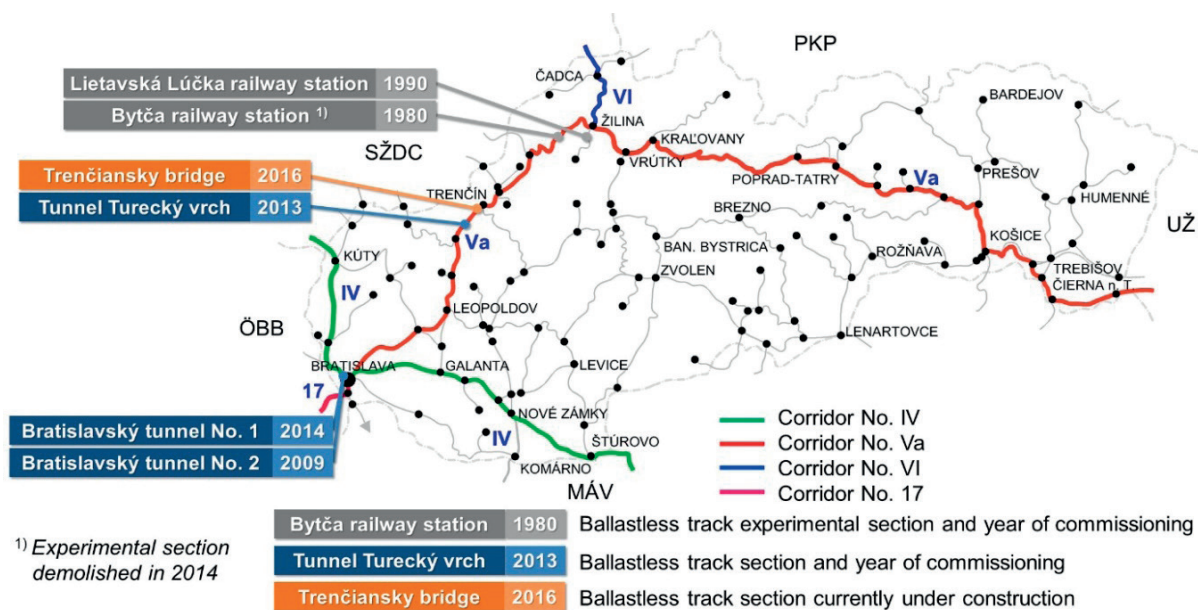 PKP
Lietavská Lúčka railway station 1990
Bytča railway station 1) 1980
ČADCA
VI
ŽILINA
BARDEJOV
SŽDC
KRAĽOVANY
VRÚTKY
Trenčiansky bridge 2016
Tunnel Turecký vrch 2013
TRENČÍN
POPRAD-TATRY
Va
PREŠOV
HUMENNÉ
BREZNO
UŽ
Va
KÚTY
BAN. BYSTRICA
ROŽŇAVA
KOŠICE
IV
ZVOLEN
TREBIŠOV
ČIERNA n. T.
LEOPOLDOV
ÖBB
LENARTOVCE
BRATISLAVA
GALANTA
LEVICE
17
NOVÉ ZÁMKY
Bratislavský tunnel No. 1 2014
Bratislavský tunnel No. 2 2009
IV
ŠTÚROVO
KOMÁRNO
MÁV
Corridor No. IV
Corridor No. Va
Corridor No. VI
Corridor No. 17
1) Experimental section
demolished in 2014
Bytča railway station 1980 Ballastless track experimental section and year of commissioning
Tunnel Turecký vrch 2013 Ballastless track section and year of commissioning
Trenčiansky bridge 2016 Ballastless track section currently under construction